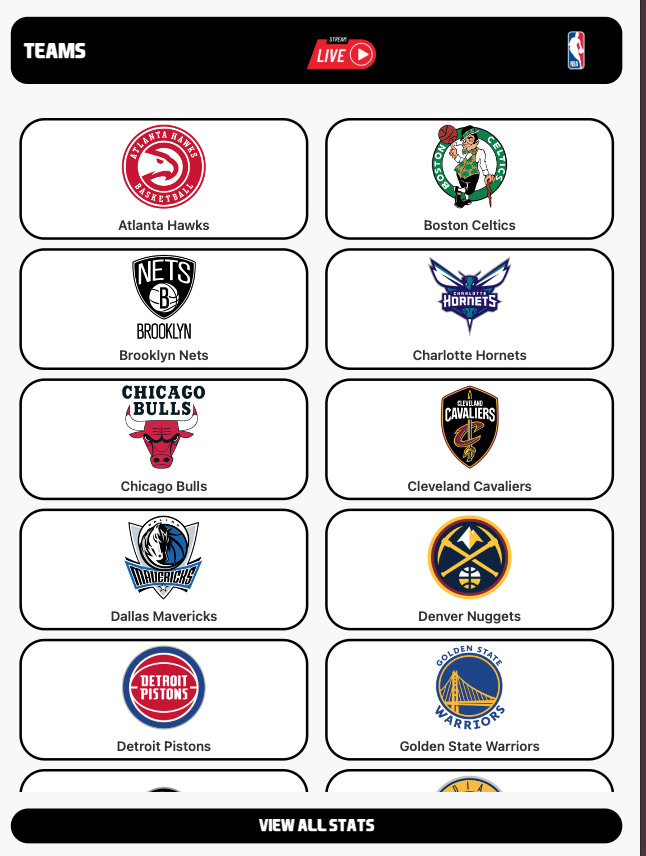 TEAMS
STREAM
LIVE
NBA
ATLANTA HAWKS
BASKETBALL
Atlanta Hawks
BOSTON CELTICS
Boston Celtics
NETS
B
BROOKLYN
Brooklyn Nets
CHARLOTTE
HORNETS
Charlotte Hornets
CHICAGO
BULLS
Chicago Bulls
CLEVELAND
CAVALIERS
C
Cleveland Cavaliers
DALLAS
MAVERICKS
Dallas Mavericks
Denver Nuggets
DETROIT
PISTONS
Detroit Pistons
GOLDEN STATE
WARRIORS
Golden State Warriors
VIEW ALL STATS